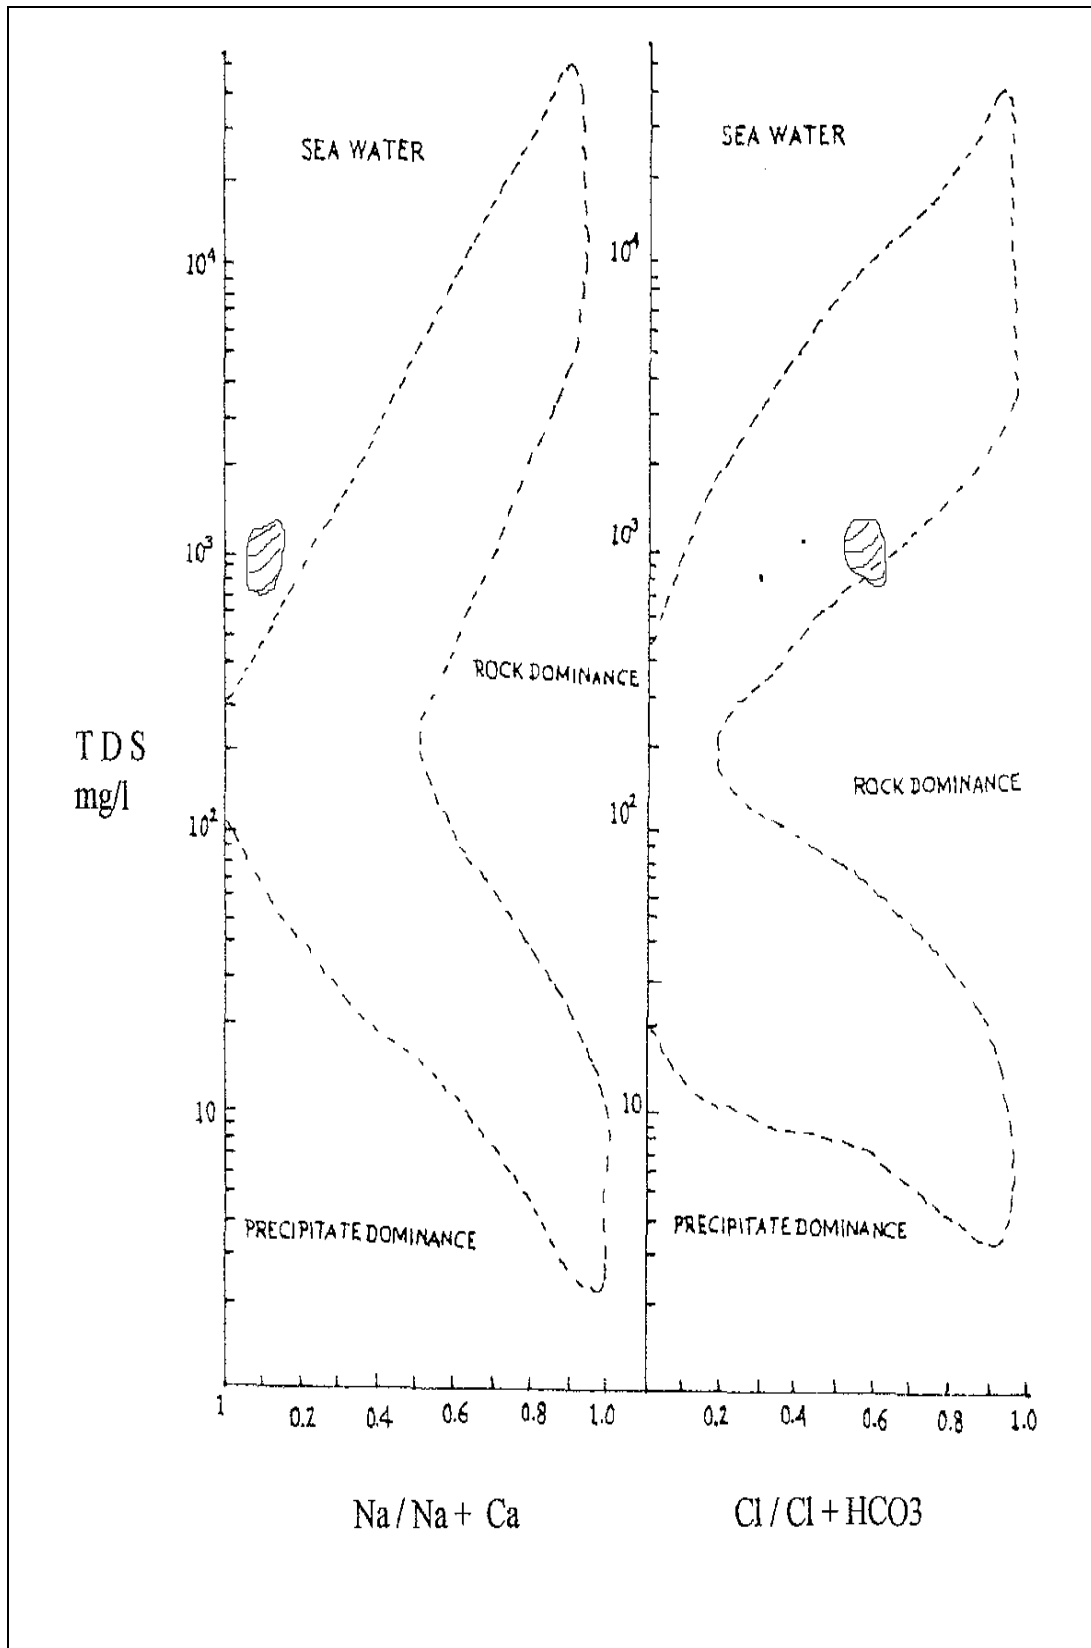 1
SEA WATER
SEA WATER
10⁴
10⁴
10³
10³
ROCK DOMINANCE
T D S
mg/l
ROCK DOMINANCE
10²
10²
10
10
PRECIPITATE DOMINANCE
PRECIPITATE DOMINANCE
1 0.2 0.4 0.6 0.8 1.0 0.2 0.4 0.6 0.8 1.0
Na / Na + Ca
Cl / Cl + HCO3